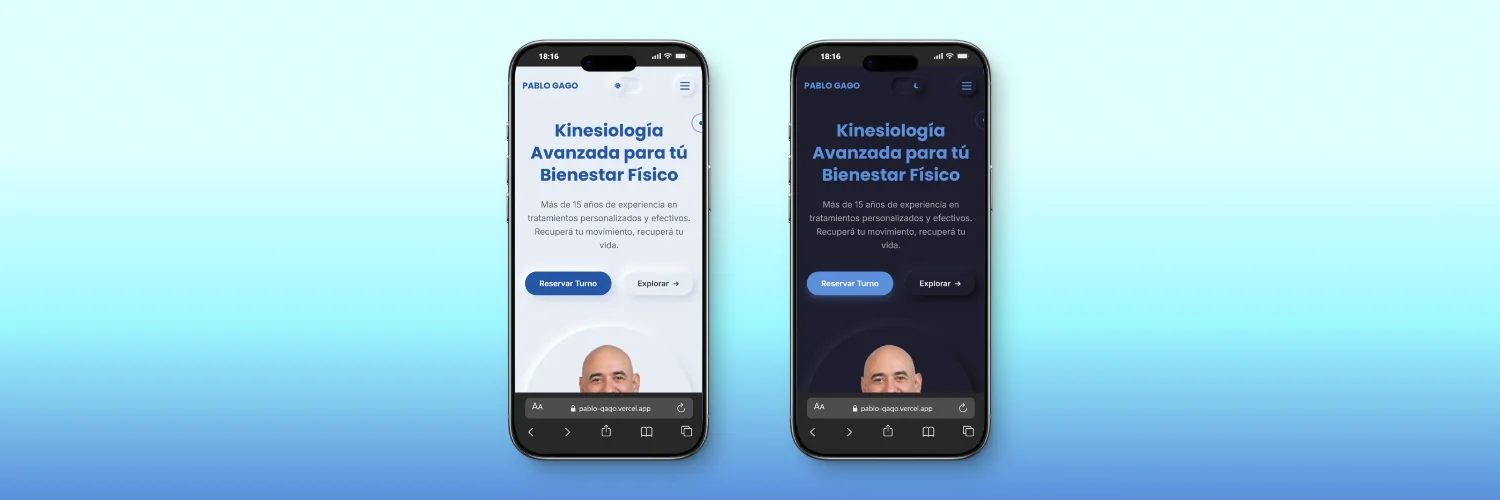 18:16
PABLO GAGO
Kinesiología
Avanzada para tú
Bienestar Físico
Más de 15 años de experiencia en
tratamientos personalizados y efectivos.
Recuperá tu movimiento, recuperá tu
vida.
Reservar Turno
Explorar →
AA
pablo-gago.vercel.app
18:16
PABLO GAGO
Kinesiología
Avanzada para tú
Bienestar Físico
Más de 15 años de experiencia en
tratamientos personalizados y efectivos.
Recuperá tu movimiento, recuperá tu
vida.
Reservar Turno
Explorar →
AA
pablo-gago.vercel.app